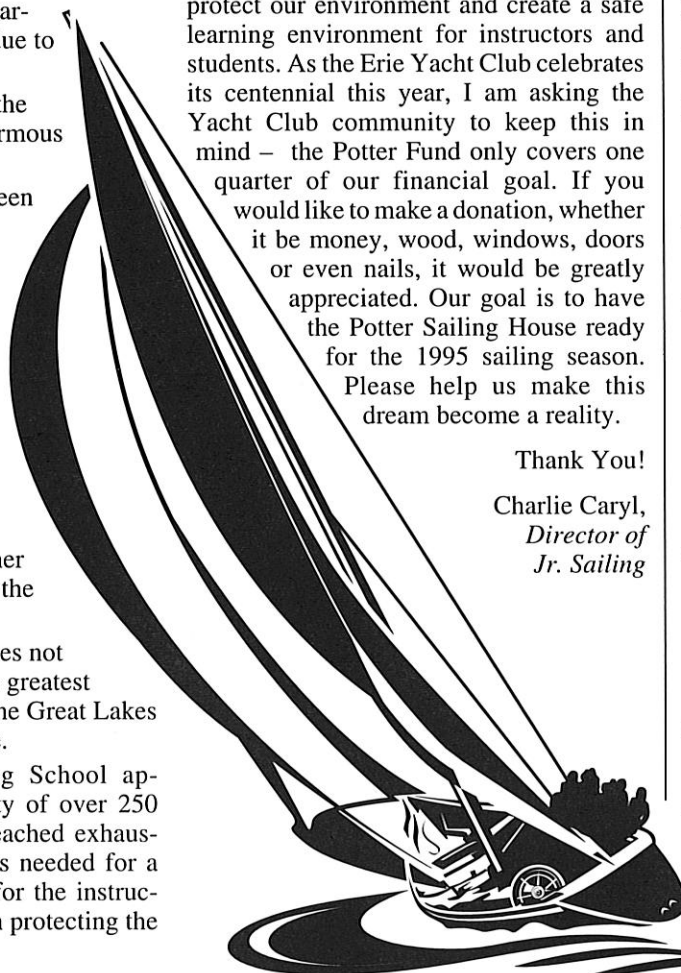 ue to
the
rmous
een
the
es not
greatest
he Great Lakes
g School ap-
ty of over 250
eached exhaus-
s needed for a
for the instruc-
n protecting the
protect our environment and create a safe
learning environment for instructors and
students. As the Erie Yacht Club celebrates
its centennial this year, I am asking the
Yacht Club community to keep this in
mind – the Potter Fund only covers one
quarter of our financial goal. If you
would like to make a donation, whether
it be money, wood, windows, doors
or even nails, it would be greatly
appreciated. Our goal is to have
the Potter Sailing House ready
for the 1995 sailing season.
Please help us make this
dream become a reality.
Thank You!
Charlie Caryl,
Director of
Jr. Sailing